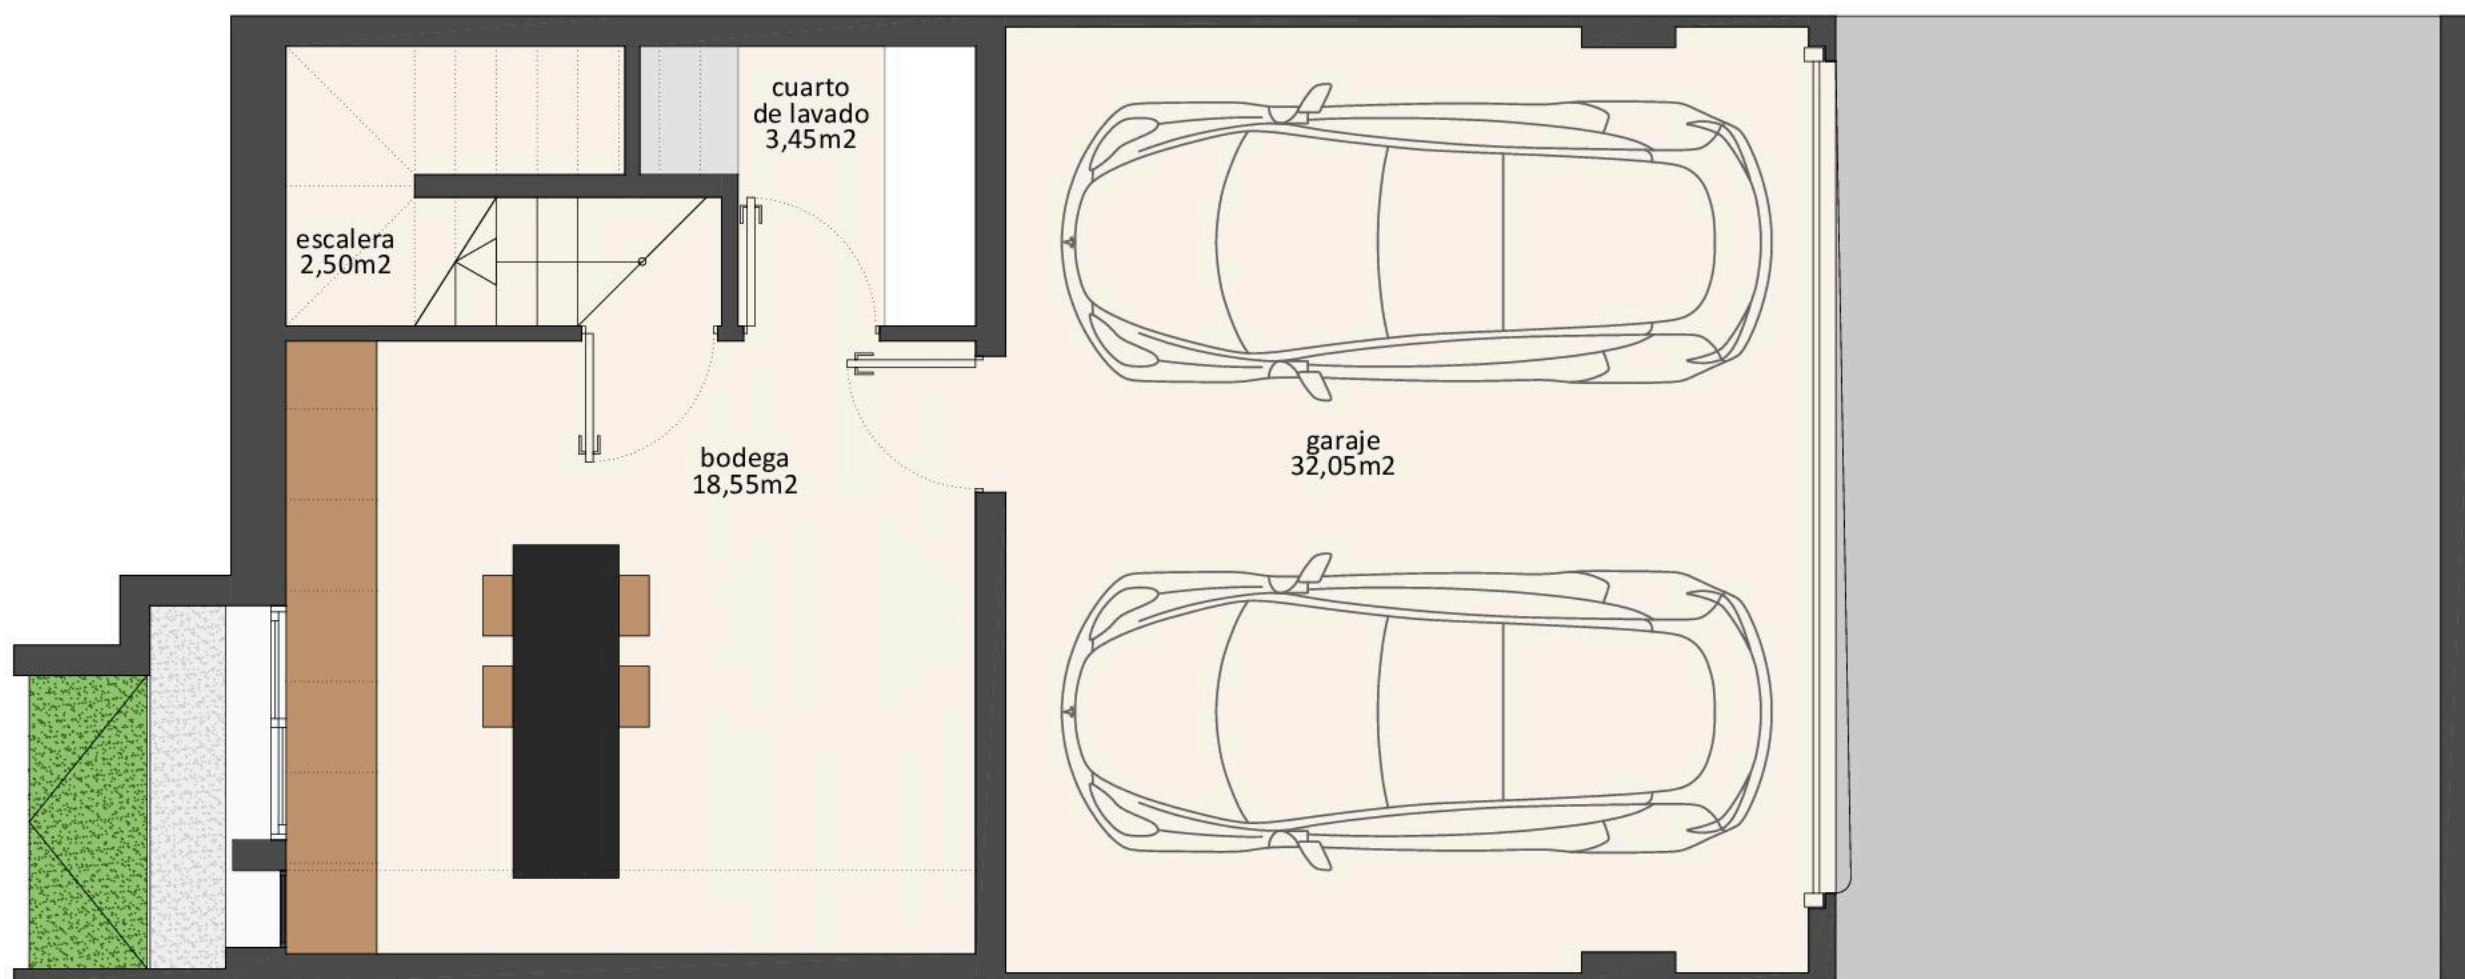 cuarto
de lavado
3,45m2
escalera
2,50m2
bodega
18,55m2
garaje
32,05m2